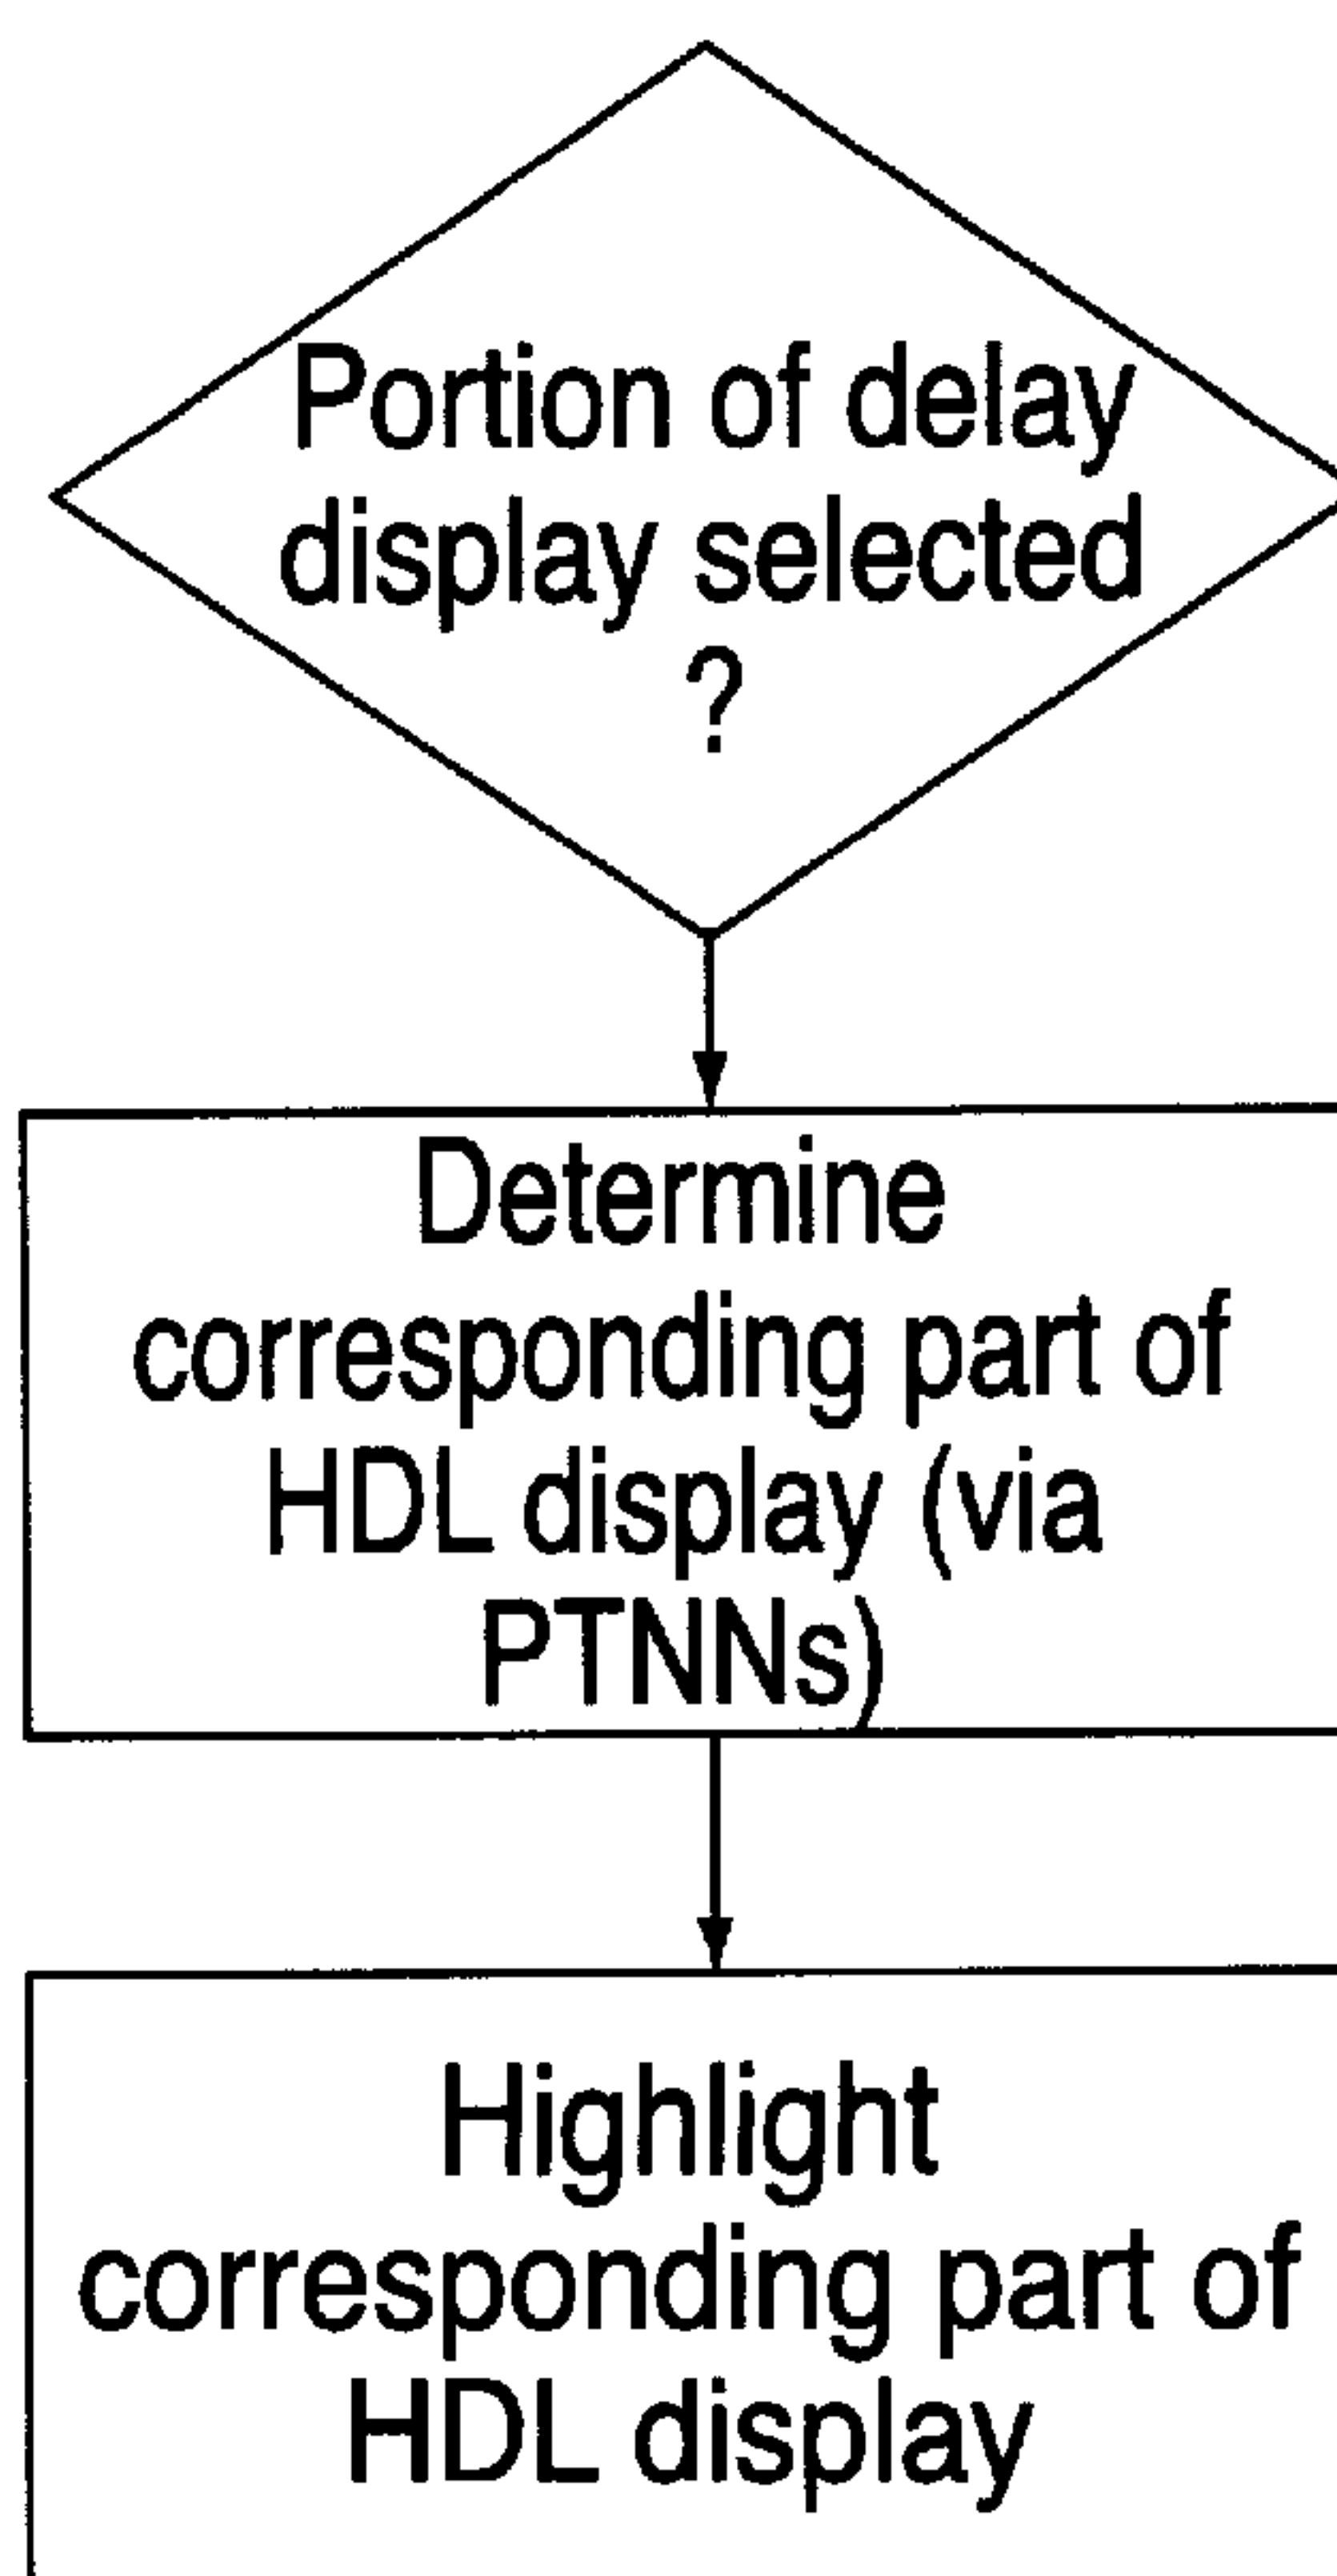 Portion of delay
display selected
?
Determine
corresponding part of
HDL display (via
PTNNs)
Highlight
corresponding part of
HDL display